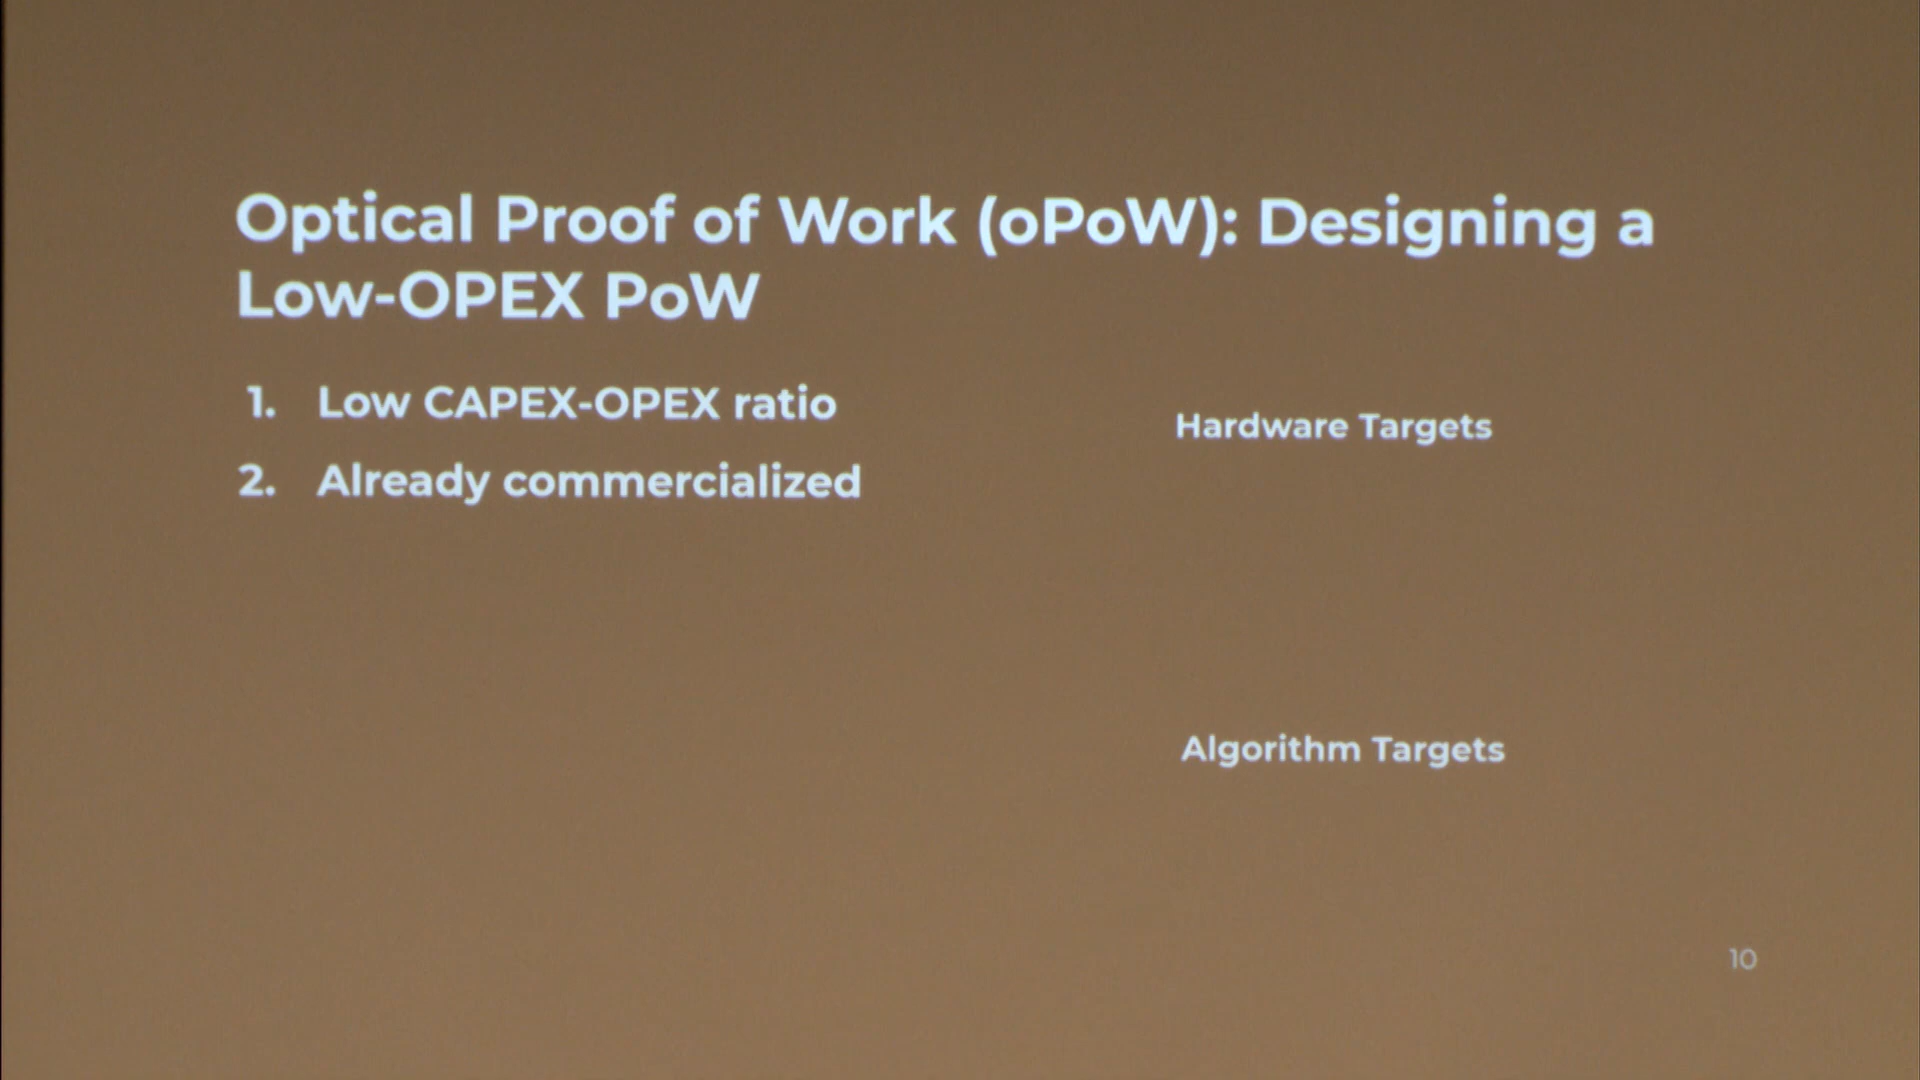 Optical Proof of Work (oPoW): Designing a
Low-OPEX PoW
1. Low CAPEX-OPEX ratio
2. Already commercialized
Hardware Targets
Algorithm Targets
10